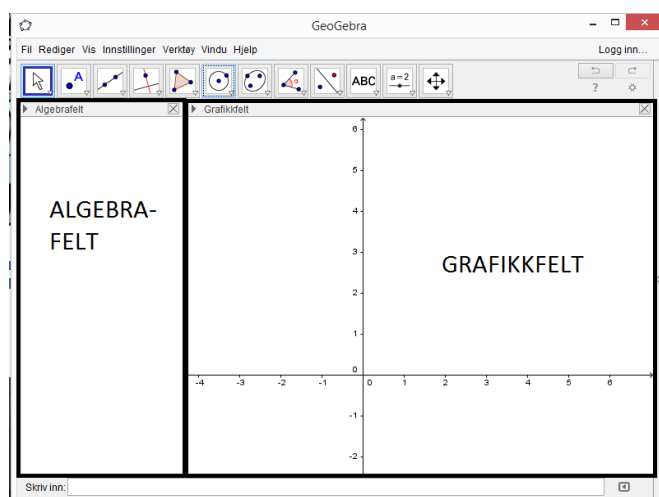 GeoGebra
Fil Rediger Vis Innstillinger Verktøy Vindu Hjelp Logg inn...
A ABC a=2
?
Algebrafelt
Grafikkfelt
ALGEBRA-
FELT
GRAFIKKFELT
6
5
4
3
2
1
0
-4 -3 -2 -1 0 1 2 3 4 5 6
-1
-2
Skriv inn: